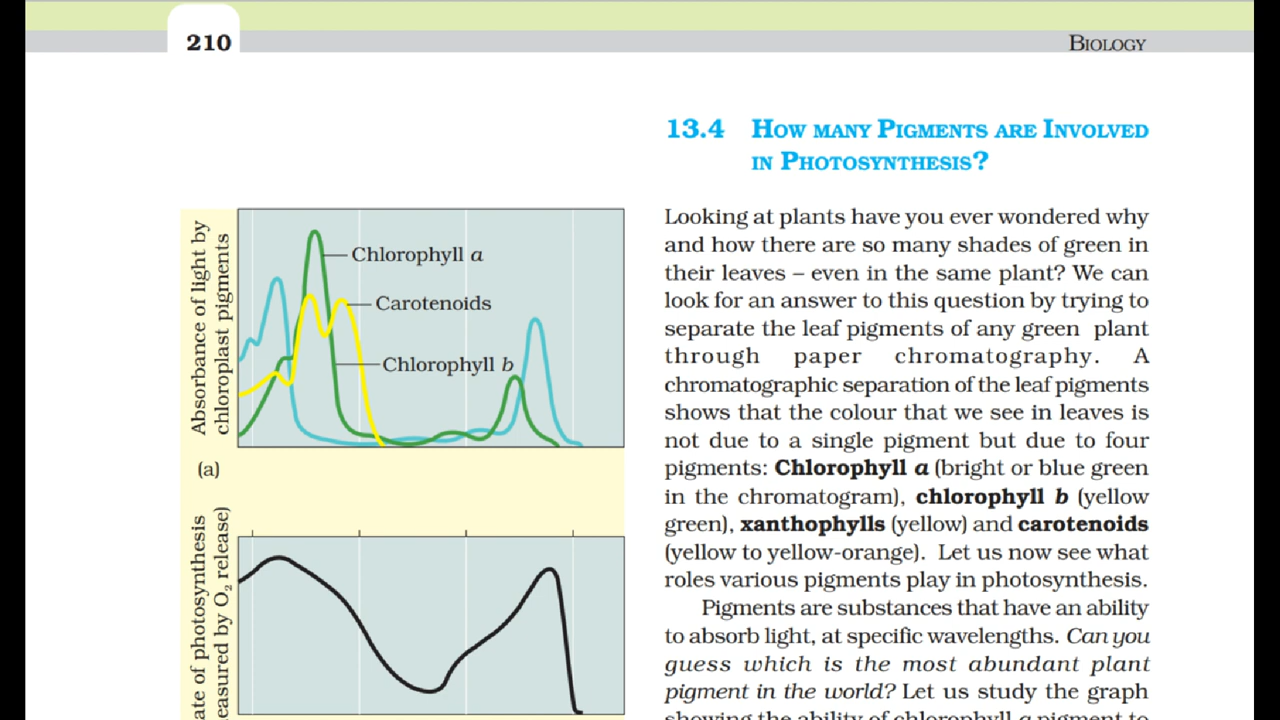 210
BIOLOGY
13.4 HOW MANY PIGMENTS ARE INVOLVED
IN PHOTOSYNTHESIS?
Absorbance of light by
chloroplast pigments
Chlorophyll a
Carotenoids
Chlorophyll b
(a)
ate of photosynthesis
easured by O₂ release)
Looking at plants have you ever wondered why
and how there are so many shades of green in
their leaves – even in the same plant? We can
look for an answer to this question by trying to
separate the leaf pigments of any green plant
through paper chromatography. A
chromatographic separation of the leaf pigments
shows that the colour that we see in leaves is
not due to a single pigment but due to four
pigments: Chlorophyll a (bright or blue green
in the chromatogram), chlorophyll b (yellow
green), xanthophylls (yellow) and carotenoids
(yellow to yellow-orange). Let us now see what
roles various pigments play in photosynthesis.
Pigments are substances that have an ability
to absorb light, at specific wavelengths. Can you
guess which is the most abundant plant
pigment in the world? Let us study the graph
showing the ability of chlorophyll a pigment to